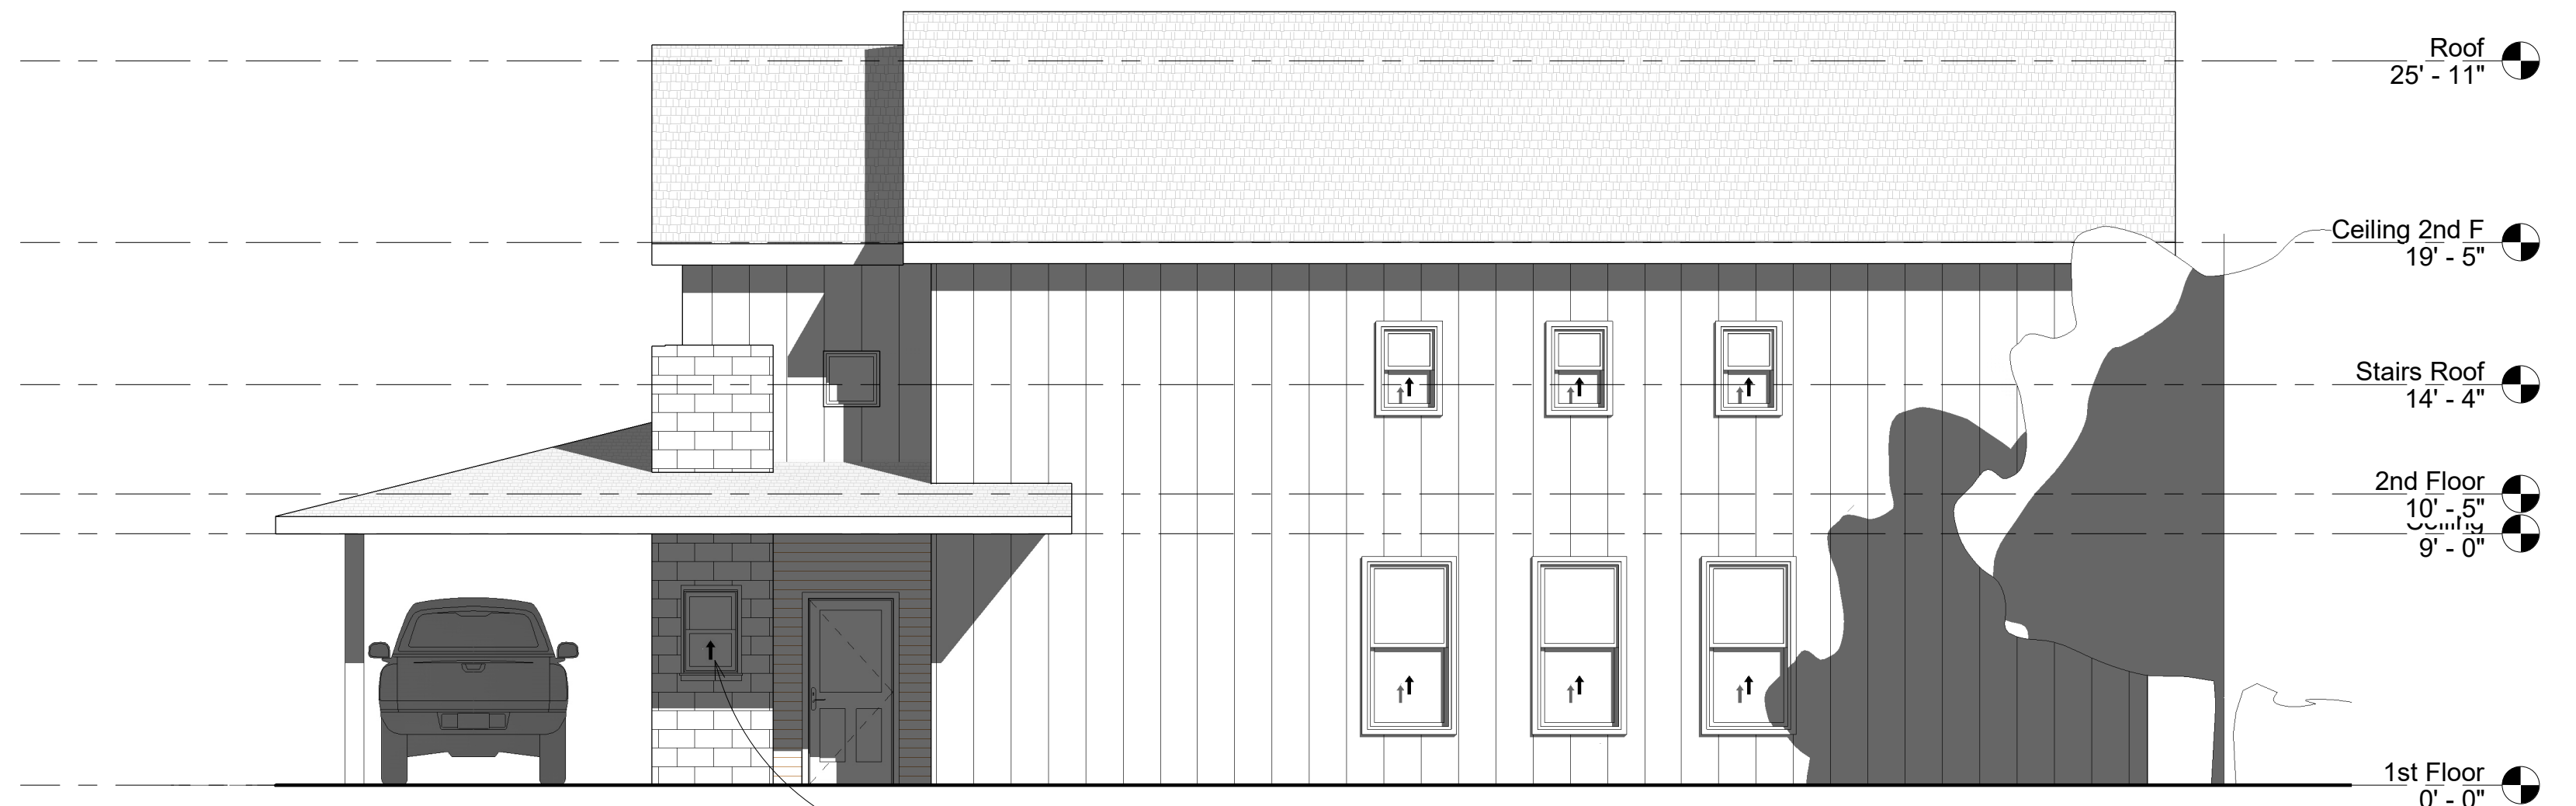 Roof
25' - 11"
Ceiling 2nd F
19' - 5"
Stairs Roof
14' - 4"
2nd Floor
10' - 5"
Ceiling
9' - 0"
1st Floor
0' - 0"